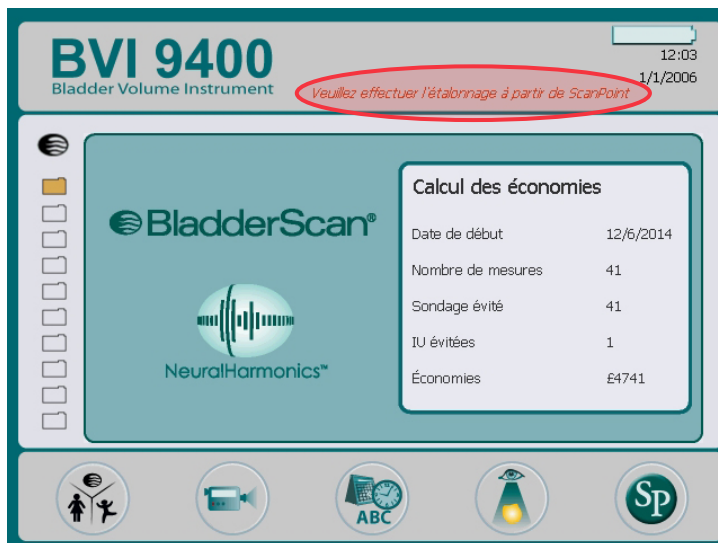 BVI 9400
Bladder Volume Instrument
12:03
1/1/2006
Veuillez effectuer l'étalonnage à partir de ScanPoint
BladderScan®
NeuralHarmonics™
Calcul des économies
Date de début 12/6/2014
Nombre de mesures 41
Sondage évité 41
IU évitées 1
Économies £4741
ABC
Sp